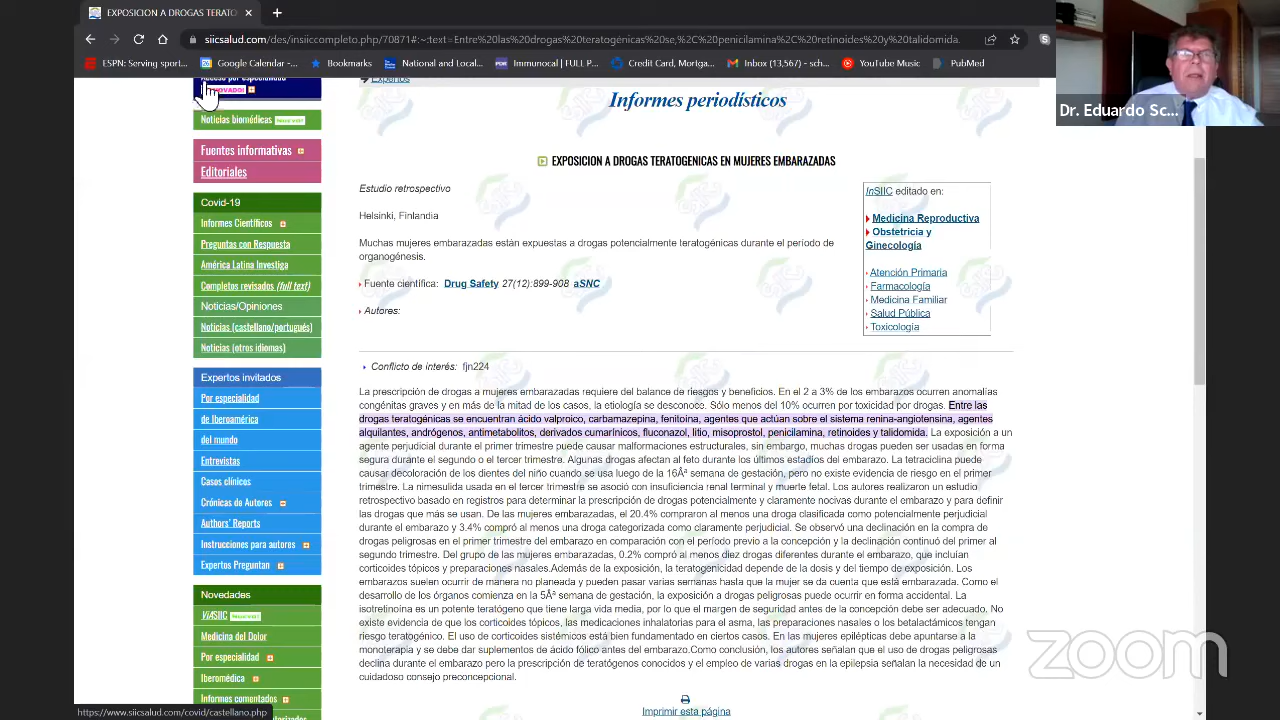 EXPOSICION A DROGAS TERATO
siicsalud.com/des/insiiccompleto.php/70871#:~:text=Entre%20las%20drogas%20teratogénicas%20se,%2C%20penicilamina%2C%20retinoides%20y%20talidomida.
ESPN: Serving sport...
Google Calendar -...
National and Local...
Immunocal | FULL P...
Credit Card, Mortga...
Inbox (13,567) - sch...
YouTube Music
PubMed
Dr. Eduardo Sc...
Acceso por especialidad
Expertos
Noticias biomédicas
Fuentes informativas
Editoriales
Covid-19
Informes Científicos
Preguntas con Respuesta
América Latina Investiga
Completos revisados (full text)
Noticias/Opiniones
Noticias (castellano/portugués)
Noticias (otros idiomas)
Expertos invitados
Por especialidad
de Iberoamérica
del mundo
Entrevistas
Casos clínicos
Crónicas de Autores
Authors' Reports
Instrucciones para autores
Expertos Preguntan
Novedades
ViASIIC
Medicina del Dolor
Por especialidad
Iberomédica
Informes comentados
https://www.siicsalud.com/covid/castellano.php
Informes periodísticos
EXPOSICION A DROGAS TERATOGENICAS EN MUJERES EMBARAZADAS
Estudio retrospectivo
Helsinki, Finlandia
Muchas mujeres embarazadas están expuestas a drogas potencialmente teratogénicas durante el período de
organogénesis.
Fuente científica: Drug Safety 27(12):899-908 aSNC
Autores:
InSIIC editado en:
Medicina Reproductiva
Obstetricia y
Ginecología
Atención Primaria
Farmacología
Medicina Familiar
Salud Pública
Toxicología
Conflicto de interés: fjn224
La prescripción de drogas a mujeres embarazadas requiere del balance de riesgos y beneficios. En el 2 a 3% de los embarazos ocurren anomalías
congénitas graves y en más de la mitad de los casos, la etiología se desconoce. Sólo menos del 10% ocurren por toxicidad por drogas. Entre las
drogas teratogénicas se encuentran ácido valproico, carbamazepina, fenitoína, agentes que actúan sobre el sistema renina-angiotensina, agentes
alquilantes, andrógenos, antimetabolitos, derivados cumarínicos, fluconazol, litio, misoprostol, penicilamina, retinoides y talidomida. La exposición a un
agente perjudicial durante el primer trimestre puede causar malformaciones estructurales, sin embargo, muchas drogas pueden ser usadas en forma
segura durante el segundo o el tercer trimestre. Algunas drogas afectan al feto durante los últimos estadios del embarazo. La tetraciclina puede
causar decoloración de los dientes del niño cuando se usa luego de la 16Âª semana de gestación, pero no existe evidencia de riesgo en el primer
trimestre. La nimesulida usada en el tercer trimestre se asoció con insuficiencia renal terminal y muerte fetal. Los autores realizaron un estudio
retrospectivo basado en registros para determinar la prescripción de drogas potencialmente y claramente nocivas durante el embarazo y para definir
las drogas que más se usan. De las mujeres embarazadas, el 20.4% compraron al menos una droga clasificada como potencialmente perjudicial
durante el embarazo y 3.4% compró al menos una droga categorizada como claramente perjudicial. Se observó una declinación en la compra de
drogas peligrosas en el primer trimestre del embarazo en comparación con el período previo a la concepción y la declinación continuó del primer al
segundo trimestre. Del grupo de las mujeres embarazadas, 0.2% compró al menos diez drogas diferentes durante el embarazo, que incluían
corticoides tópicos y preparaciones nasales.Además de la exposición, la teratogenicidad depende de la dosis y del tiempo de exposición. Los
embarazos suelen ocurrir de manera no planeada y pueden pasar varias semanas hasta que la mujer se da cuenta que está embarazada. Como el
desarrollo de los órganos comienza en la 5Âª semana de gestación, la exposición a drogas peligrosas puede ocurrir en forma accidental. La
isotretinoína es un potente teratógeno que tiene larga vida media, por lo que el margen de seguridad antes de la concepción debe ser adecuado. No
existe evidencia de que los corticoides tópicos, las medicaciones inhalatorias para el asma, las preparaciones nasales o los betalactámicos tengan
riesgo teratogénico. El uso de corticoides sistémicos está bien fundamentado en ciertos casos. En las mujeres epilépticas debe aplicarse la
monoterapia y se debe dar suplementos de ácido fólico antes del embarazo.Como conclusión, los autores señalan que el uso de drogas peligrosas
declina durante el embarazo pero la prescripción de teratógenos conocidos y el empleo de varias drogas en la epilepsia señalan la necesidad de un
cuidadoso consejo preconcepcional.
Imprimir esta página
zoom